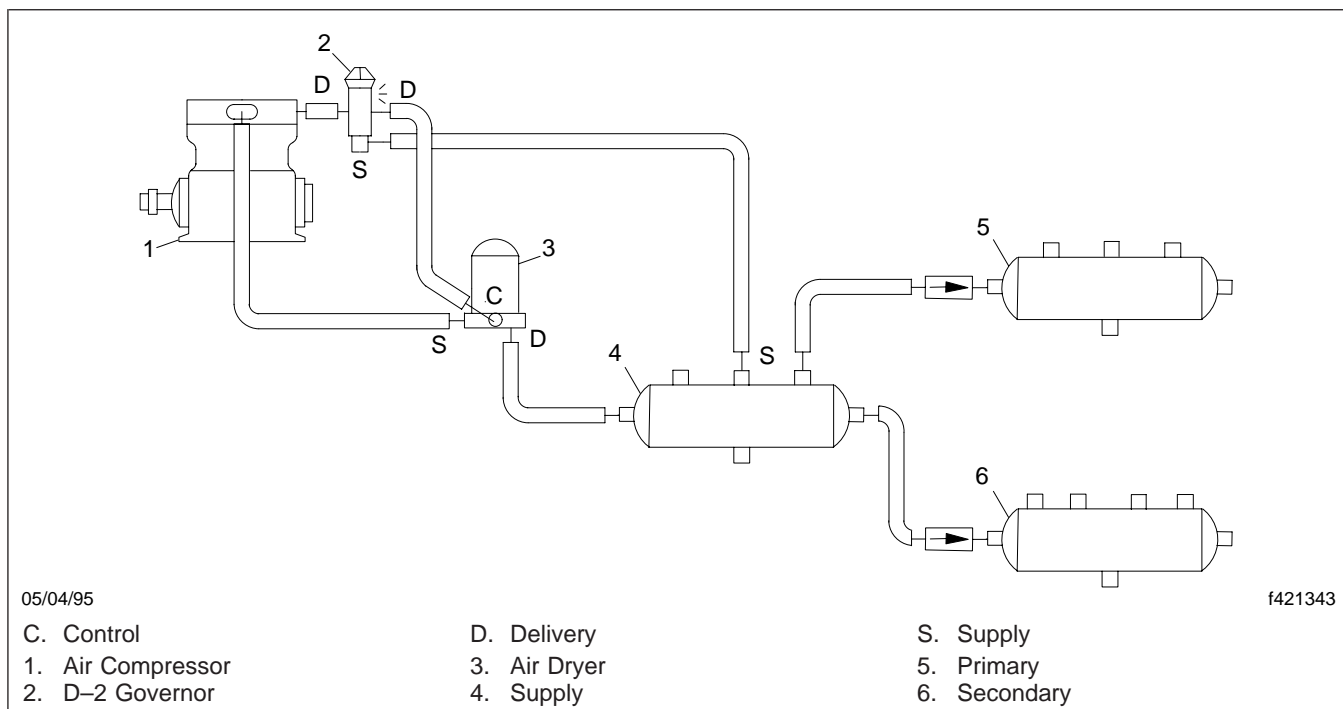 2
D
D
S
1
3
C
S
D
5
4
S
6
05/04/95
f421343
C. Control
D. Delivery
S. Supply
1. Air Compressor
3. Air Dryer
5. Primary
2. D–2 Governor
4. Supply
6. Secondary